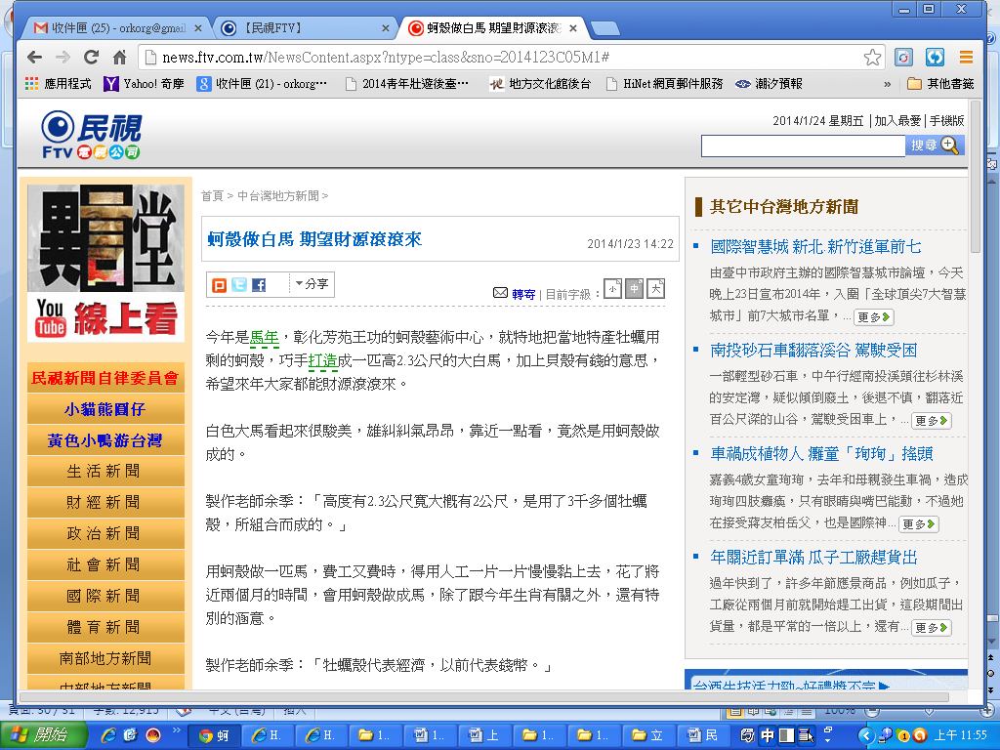 收件匣 (25) - orkorg@gmail
【民視FTV】
蚵殼做白馬 期望財源滾滾
news.ftv.com.tw/NewsContent.aspx?ntype=class&sno=2014123C05M1#
應用程式
Yahoo! 奇摩
收件匣 (21) - orkorg…
2014青年壯遊後臺…
地方文化館後台
HiNet 網頁郵件服務
潮汐預報
»
其他書籤
民視
FTV 電視公司
2014/1/24 星期五 | 加入最愛 | 手機版
搜尋
異言堂
You Tube 線上看
民視新聞自律委員會
小貓熊圓仔
黃色小鴨游台灣
生 活 新 聞
財 經 新 聞
政 治 新 聞
社 會 新 聞
國 際 新 聞
體 育 新 聞
南部地方新聞
中部地方新聞
首頁 > 中台灣地方新聞 >
蚵殼做白馬 期望財源滾滾來
2014/1/23 14:22
分享
轉寄 | 目前字級：小 中 大
今年是馬年，彰化芳苑王功的蚵殼藝術中心，就特地把當地特產牡蠣用
剩的蚵殼，巧手打造成一匹高2.3公尺的大白馬，加上貝殼有錢的意思，
希望來年大家都能財源滾滾來。
白色大馬看起來很駿美，雄糾糾氣昂昂，靠近一點看，竟然是用蚵殼做
成的。
製作老師余季：「高度有2.3公尺寬大概有2公尺，是用了3千多個牡蠣
殼，所組合而成的。」
用蚵殼做一匹馬，費工又費時，得用人工一片一片慢慢黏上去，花了將
近兩個月的時間，會用蚵殼做成馬，除了跟今年生肖有關之外，還有特
別的涵意。
製作老師余季：「牡蠣殼代表經濟，以前代表錢幣。」
其它中台灣地方新聞
國際智慧城 新北.新竹進軍前七
由臺中市政府主辦的國際智慧城市論壇，今天
晚上23日宣布2014年，入圍「全球頂尖7大智慧
城市」前7大城市名單，... 更多
南投砂石車翻落溪谷 駕駛受困
一部輕型砂石車，中午行經南投溪頭往杉林溪
的安定灣，疑似傾倒廢土，後退不慎，翻落近
百公尺深的山谷，駕駛受困車上，... 更多
車禍成植物人 癱童「珣珣」搖頭
嘉義4歲女童珣珣，去年和母親發生車禍，造成
珣珣四肢癱瘓，只有眼睛與嘴巴能動，不過她
在接受蔣友柏岳父，也是國際神... 更多
年關近訂單滿 瓜子工廠趕貨出
過年快到了，許多年節應景商品，例如瓜子，
工廠從兩個月前就開始趕工出貨，這段期間出
貨量，都是平常的一倍以上，還有... 更多
台酒生技活力勁~好禮獎不完
頁面: 30 / 31
字數: 12,915
中文 (台灣)
插入
100%
開始
蚵
H.
H.
1.
1.
上
1.
1.
立
民
中
上午 11:55